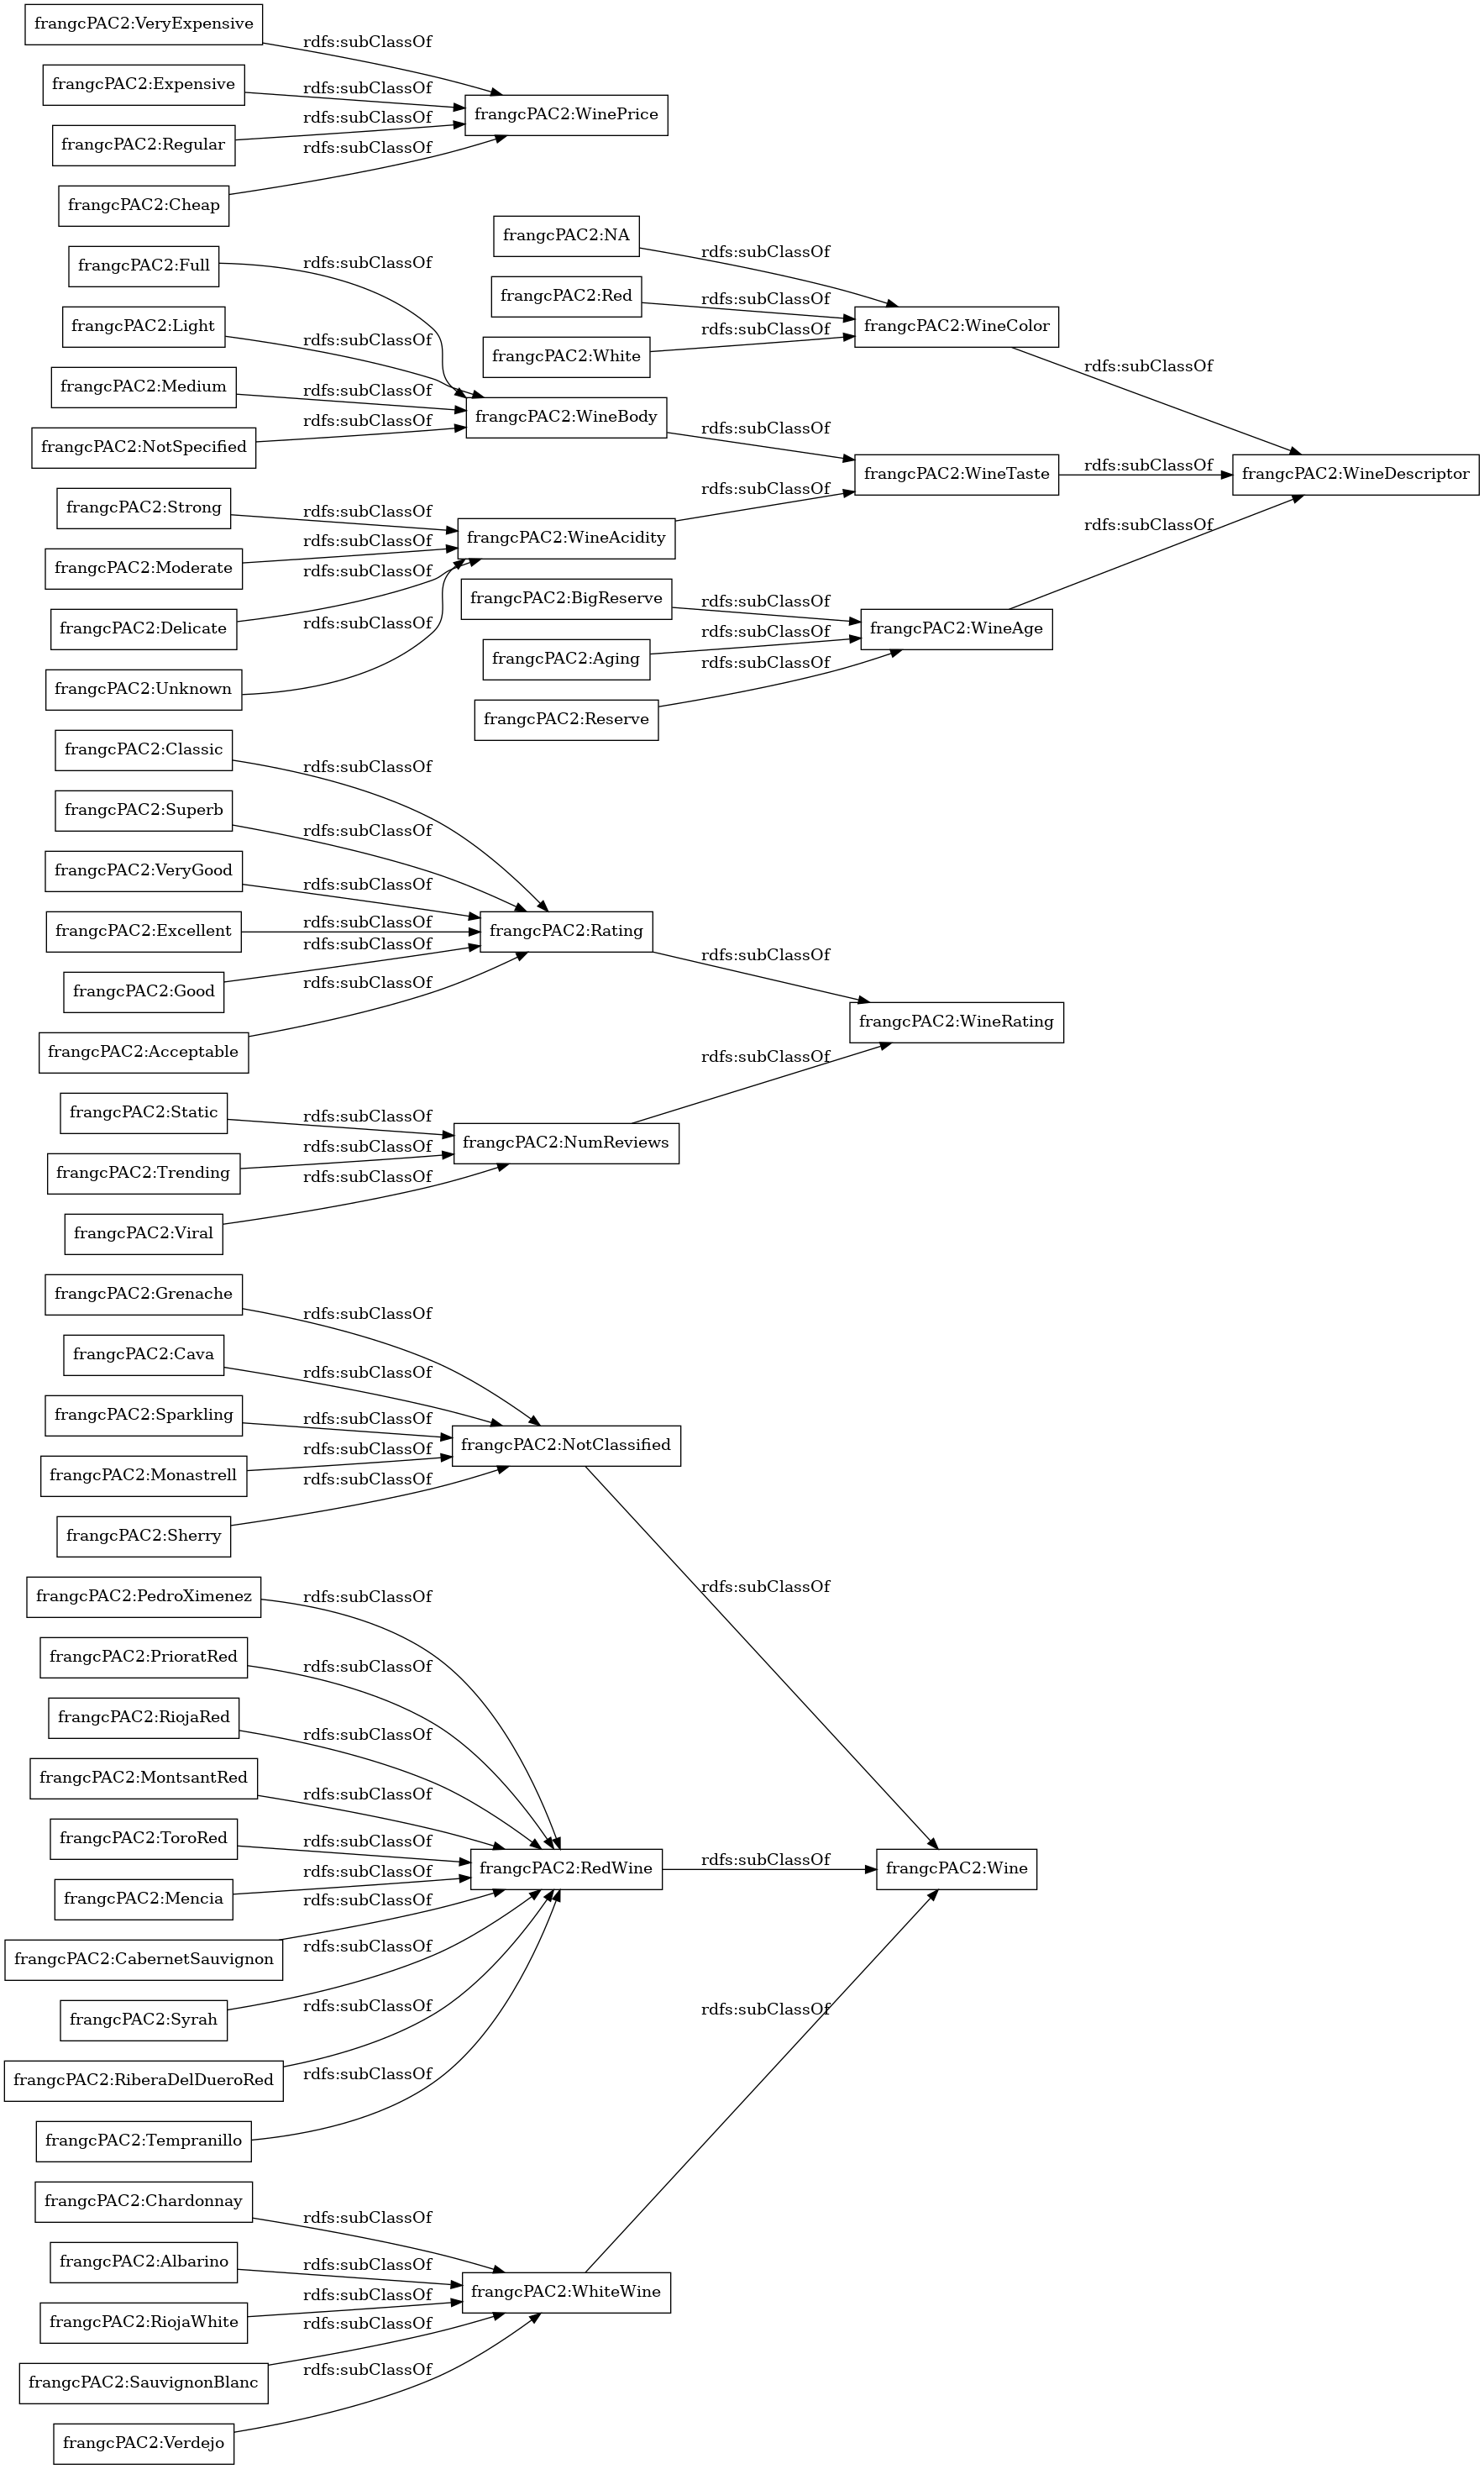 frangcPAC2:VeryExpensive
rdfs:subClassOf
frangcPAC2:Expensive
rdfs:subClassOf
frangcPAC2:WinePrice
frangcPAC2:Regular
rdfs:subClassOf
frangcPAC2:Cheap
rdfs:subClassOf
frangcPAC2:NA
rdfs:subClassOf
frangcPAC2:Full
rdfs:subClassOf
frangcPAC2:Red
rdfs:subClassOf
frangcPAC2:Light
rdfs:subClassOf
frangcPAC2:WineColor
frangcPAC2:White
rdfs:subClassOf
rdfs:subClassOf
frangcPAC2:Medium
rdfs:subClassOf
frangcPAC2:WineBody
rdfs:subClassOf
frangcPAC2:NotSpecified
rdfs:subClassOf
frangcPAC2:WineTaste
rdfs:subClassOf
frangcPAC2:WineDescriptor
frangcPAC2:Strong
rdfs:subClassOf
rdfs:subClassOf
frangcPAC2:WineAcidity
rdfs:subClassOf
frangcPAC2:Moderate
rdfs:subClassOf
frangcPAC2:BigReserve
rdfs:subClassOf
frangcPAC2:Delicate
rdfs:subClassOf
frangcPAC2:WineAge
frangcPAC2:Aging
rdfs:subClassOf
frangcPAC2:Unknown
rdfs:subClassOf
frangcPAC2:Reserve
rdfs:subClassOf
frangcPAC2:Classic
rdfs:subClassOf
frangcPAC2:Superb
rdfs:subClassOf
frangcPAC2:VeryGood
rdfs:subClassOf
frangcPAC2:Excellent
rdfs:subClassOf
frangcPAC2:Rating
rdfs:subClassOf
frangcPAC2:Good
rdfs:subClassOf
frangcPAC2:WineRating
frangcPAC2:Acceptable
rdfs:subClassOf
rdfs:subClassOf
frangcPAC2:Static
rdfs:subClassOf
frangcPAC2:NumReviews
frangcPAC2:Trending
rdfs:subClassOf
frangcPAC2:Viral
rdfs:subClassOf
frangcPAC2:Grenache
rdfs:subClassOf
frangcPAC2:Cava
rdfs:subClassOf
frangcPAC2:Sparkling
rdfs:subClassOf
frangcPAC2:NotClassified
frangcPAC2:Monastrell
rdfs:subClassOf
frangcPAC2:Sherry
rdfs:subClassOf
rdfs:subClassOf
frangcPAC2:PedroXimenez
rdfs:subClassOf
frangcPAC2:PrioratRed
rdfs:subClassOf
frangcPAC2:RiojaRed
rdfs:subClassOf
frangcPAC2:MontsantRed
rdfs:subClassOf
frangcPAC2:ToroRed
rdfs:subClassOf
frangcPAC2:RedWine
rdfs:subClassOf
frangcPAC2:Wine
frangcPAC2:Mencia
rdfs:subClassOf
frangcPAC2:CabernetSauvignon
rdfs:subClassOf
frangcPAC2:Syrah
rdfs:subClassOf
frangcPAC2:RiberaDelDueroRed
rdfs:subClassOf
rdfs:subClassOf
frangcPAC2:Tempranillo
rdfs:subClassOf
frangcPAC2:Chardonnay
rdfs:subClassOf
frangcPAC2:Albarino
rdfs:subClassOf
frangcPAC2:WhiteWine
frangcPAC2:RiojaWhite
rdfs:subClassOf
frangcPAC2:SauvignonBlanc
rdfs:subClassOf
frangcPAC2:Verdejo
rdfs:subClassOf